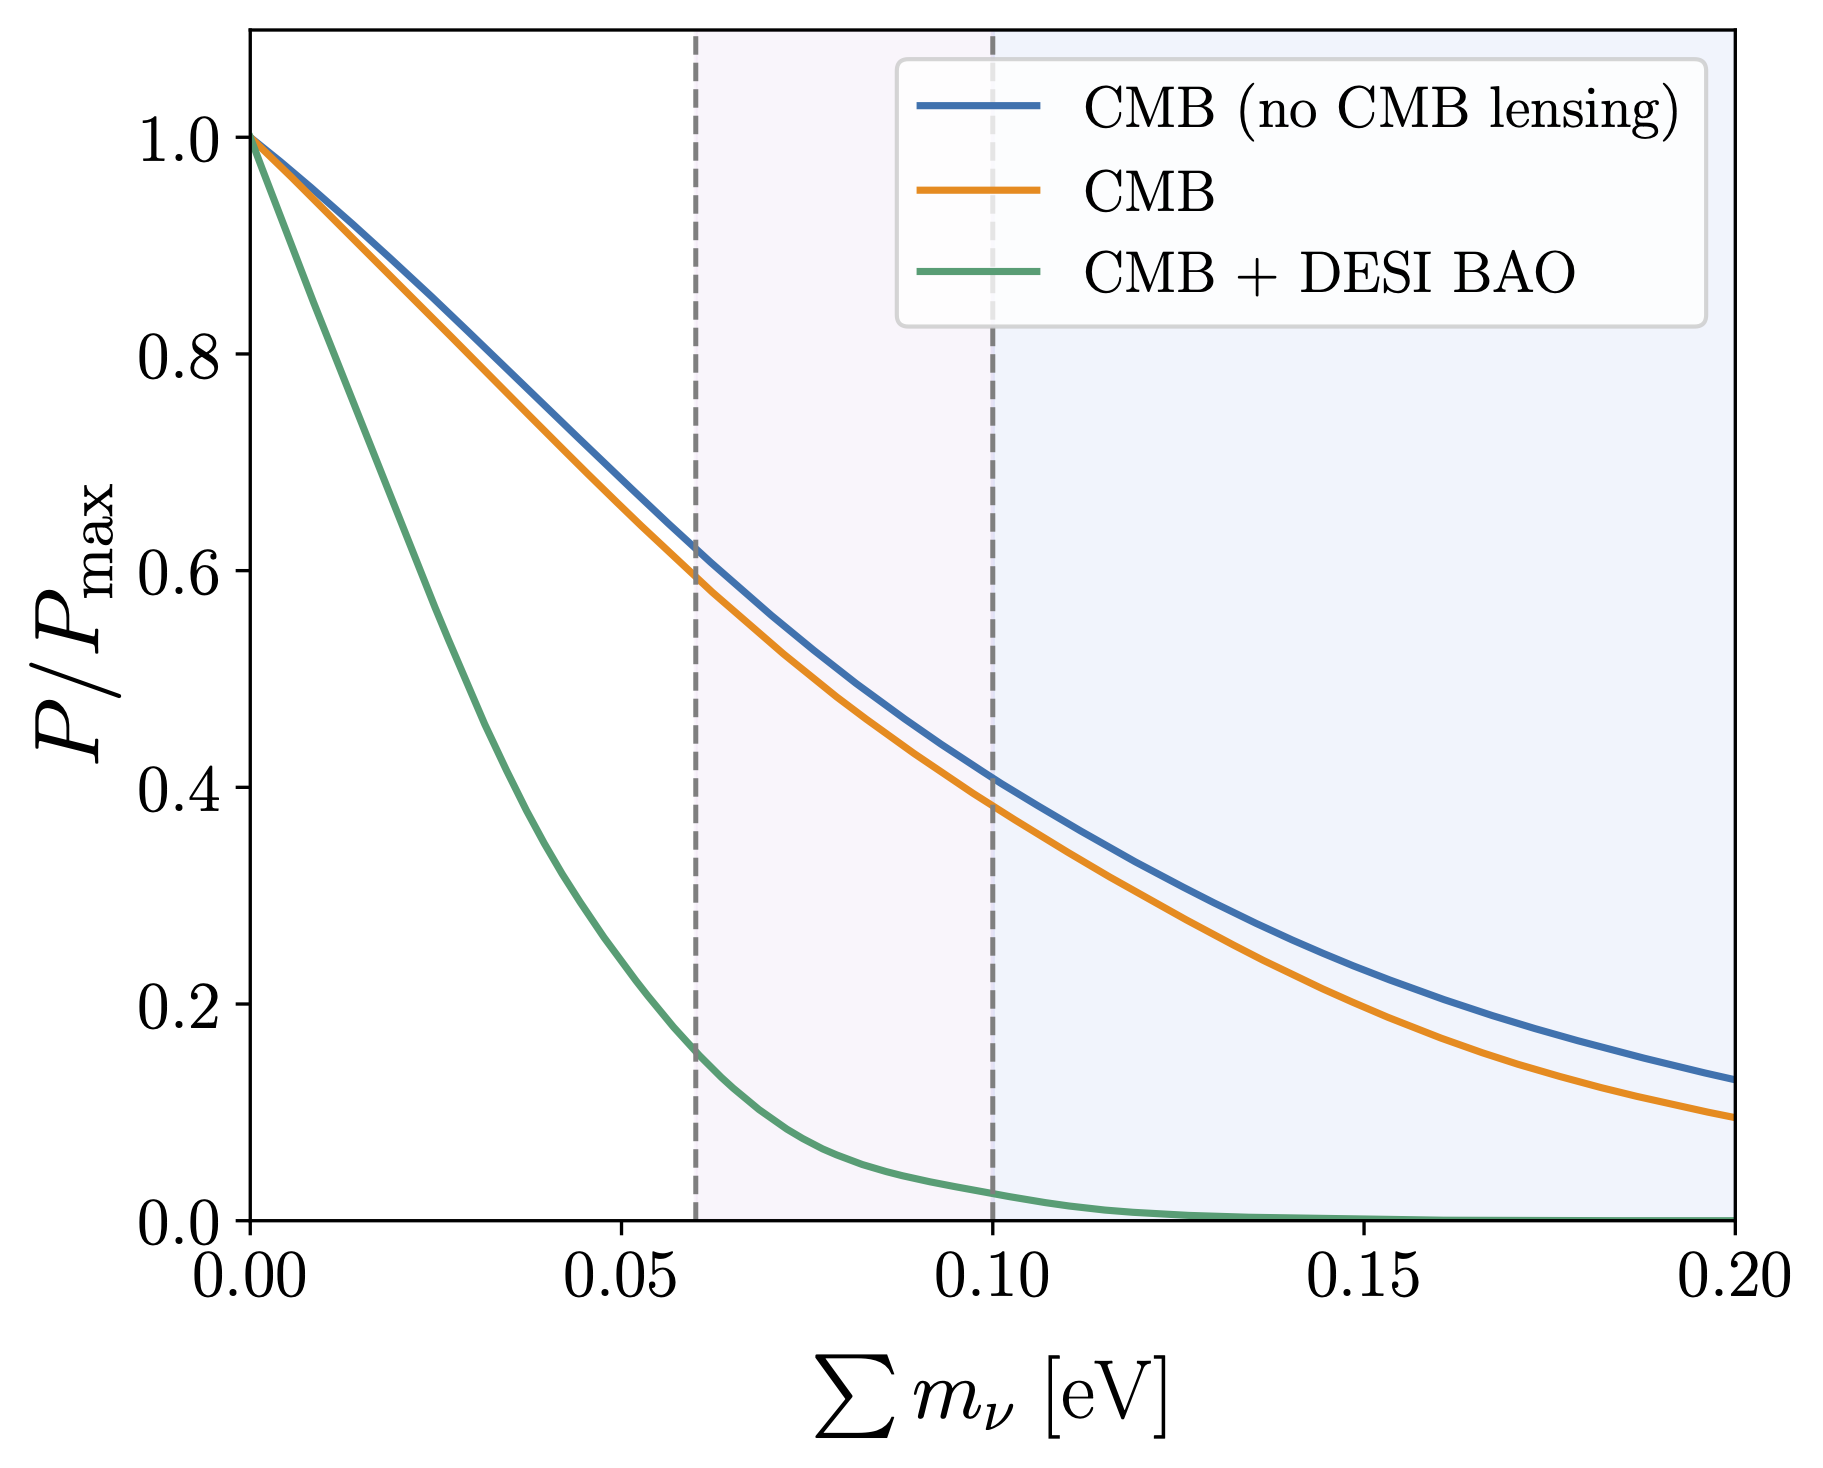 CMB (no CMB lensing)
CMB
CMB + DESI BAO
P/P_max
1.0
0.8
0.6
0.4
0.2
0.0
0.00 0.05 0.10 0.15 0.20
∑ m_ν [eV]